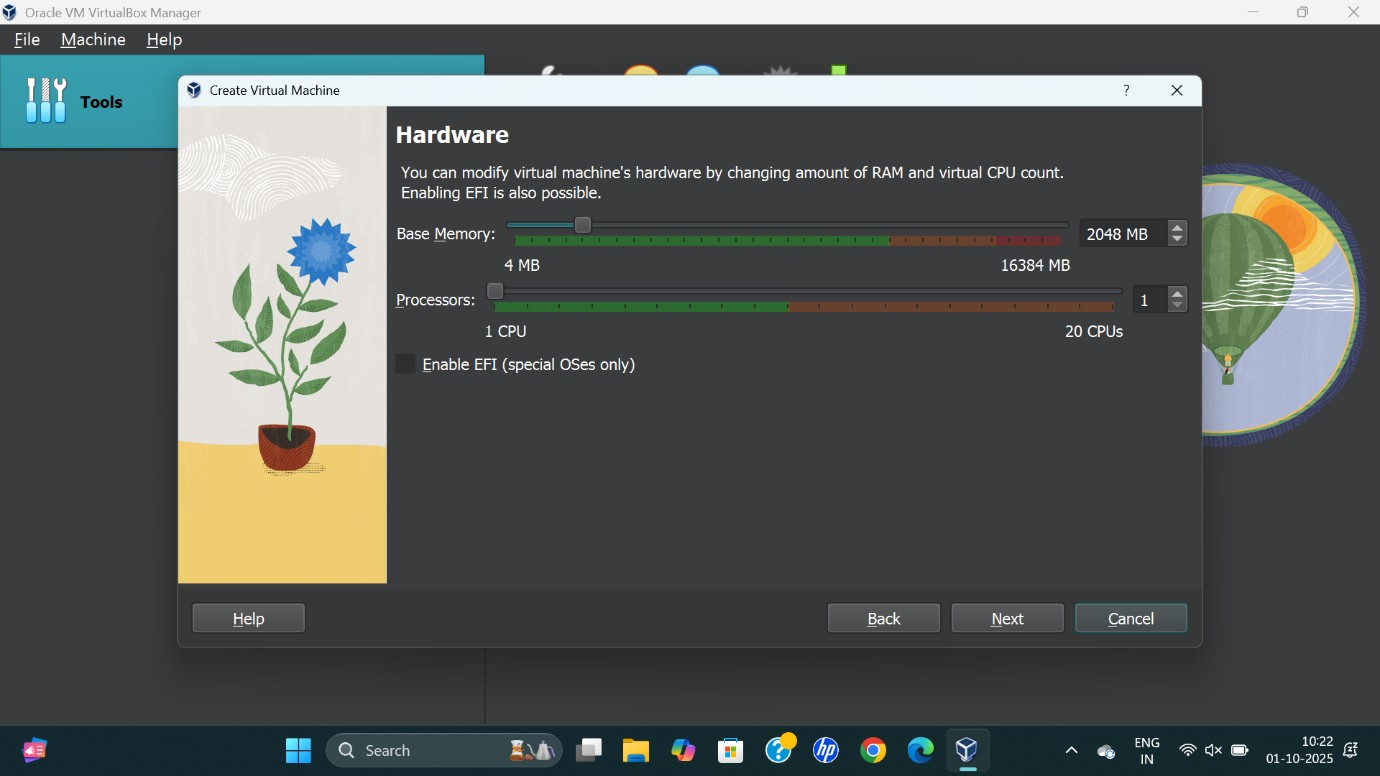 Oracle VM VirtualBox Manager
File Machine Help
Tools
Create Virtual Machine
?
Hardware
You can modify virtual machine's hardware by changing amount of RAM and virtual CPU count.
Enabling EFI is also possible.
Base Memory:
2048 MB
4 MB
16384 MB
Processors:
1
1 CPU
20 CPUs
Enable EFI (special OSes only)
Help
Back
Next
Cancel
Search
hp
ENG
IN
10:22
01-10-2025